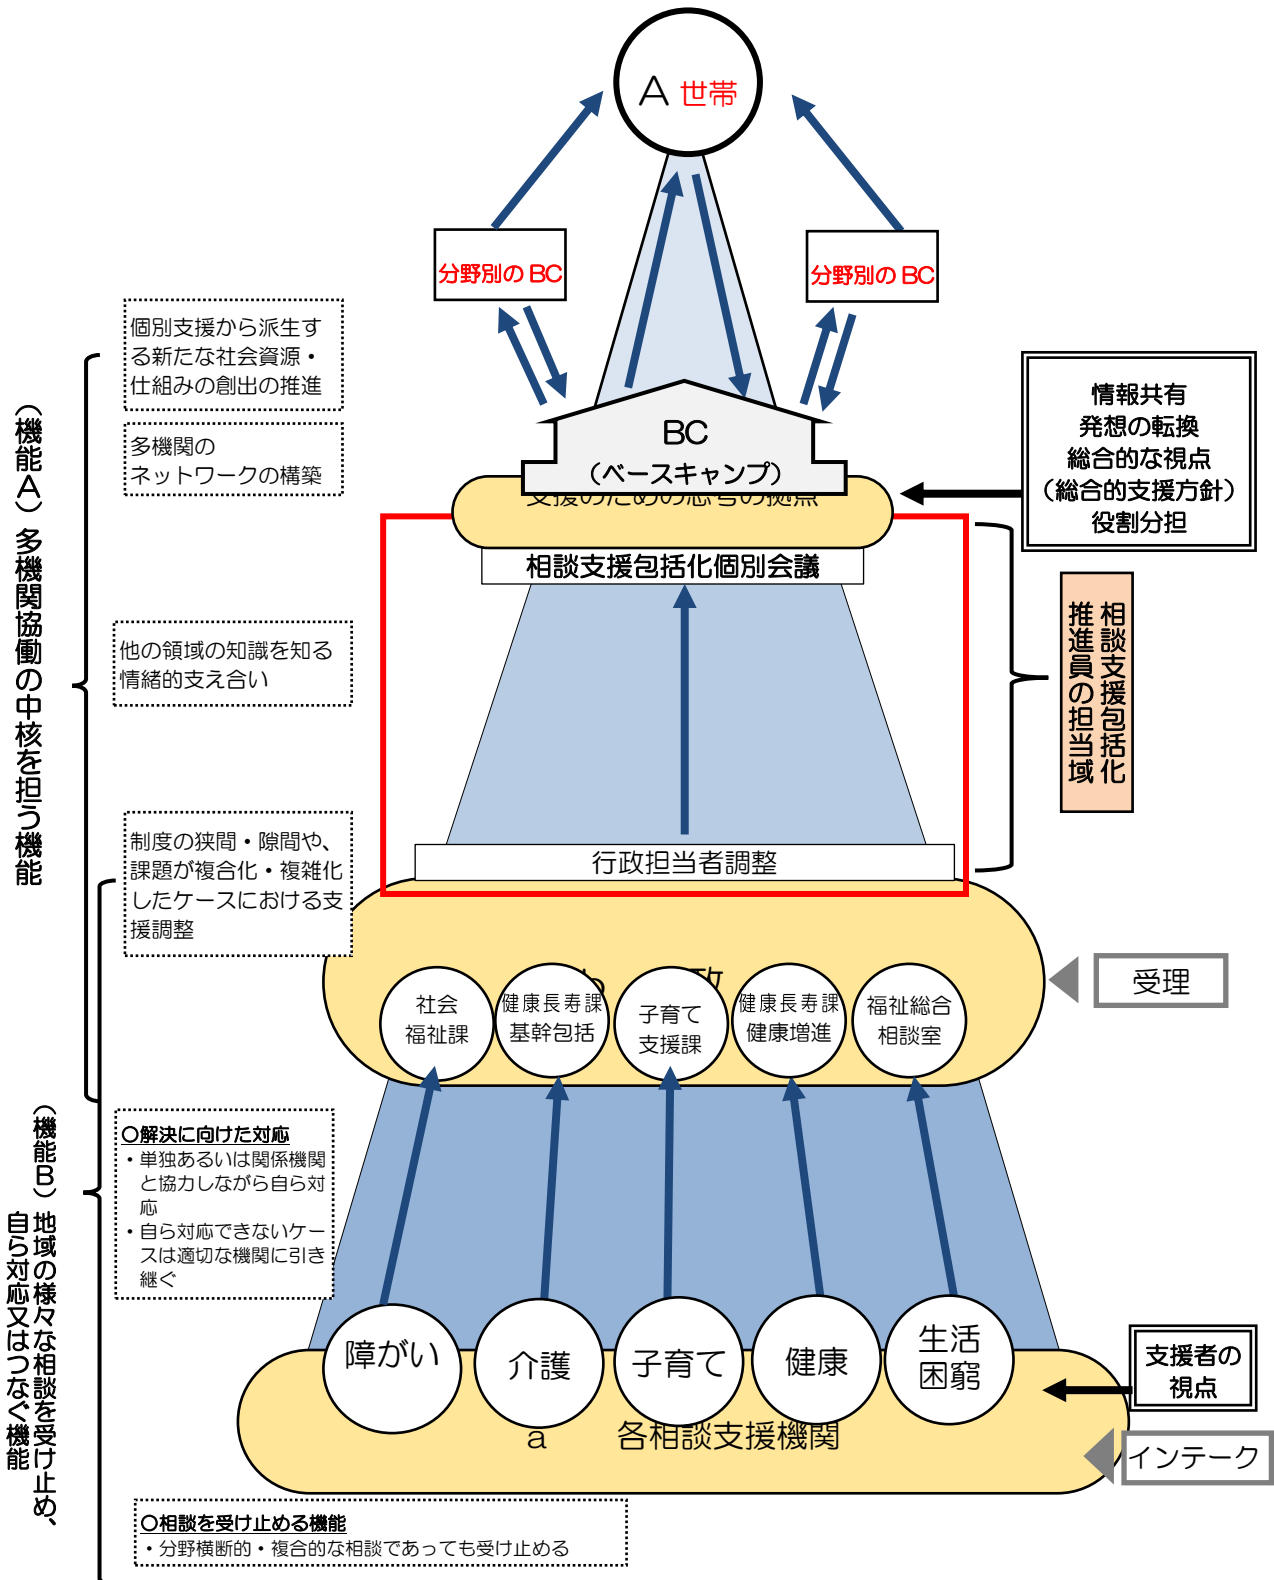 A 世帯
分野別の BC
分野別の BC
個別支援から派生す
る新たな社会資源・
仕組みの創出の推進
多機関の
ネットワークの構築
BC
（ベースキャンプ）
支援のための思考の拠点
相談支援包括化個別会議
情報共有
発想の転換
総合的な視点
（総合的支援方針）
役割分担
相談支援包括化
推進員の担当域
（機能A）多機関協働の中核を担う機能
他の領域の知識を知る
情緒的支え合い
制度の狭間・隙間や、
課題が複合化・複雑化
したケースにおける支
援調整
行政担当者調整
社会
福祉課
健康長寿課
基幹包括
子育て
支援課
健康長寿課
健康増進
福祉総合
相談室
受理
（機能B）地域の様々な相談を受け止め、
自ら対応又はつなぐ機能
〇解決に向けた対応
・単独あるいは関係機関
と協力しながら自ら対
応
・自ら対応できないケー
スは適切な機関に引き
継ぐ
障がい
介護
子育て
健康
生活
困窮
a 各相談支援機関
支援者の
視点
インテーク
〇相談を受け止める機能
・分野横断的・複合的な相談であっても受け止める